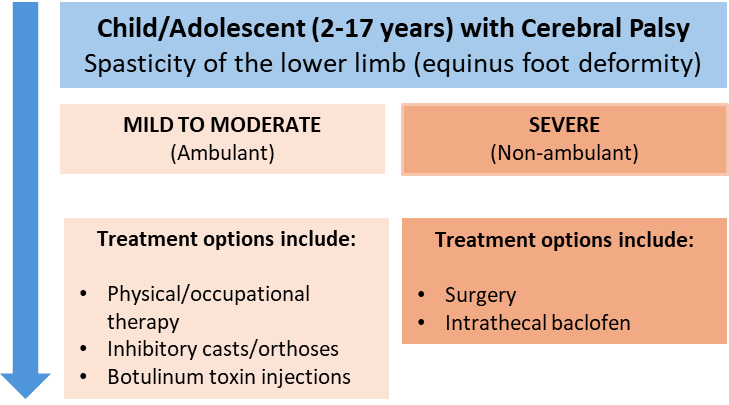 Child/Adolescent (2-17 years) with Cerebral Palsy
Spasticity of the lower limb (equinus foot deformity)
MILD TO MODERATE
(Ambulant)
SEVERE
(Non-ambulant)
Treatment options include:
• Physical/occupational
therapy
• Inhibitory casts/orthoses
• Botulinum toxin injections
Treatment options include:
• Surgery
• Intrathecal baclofen